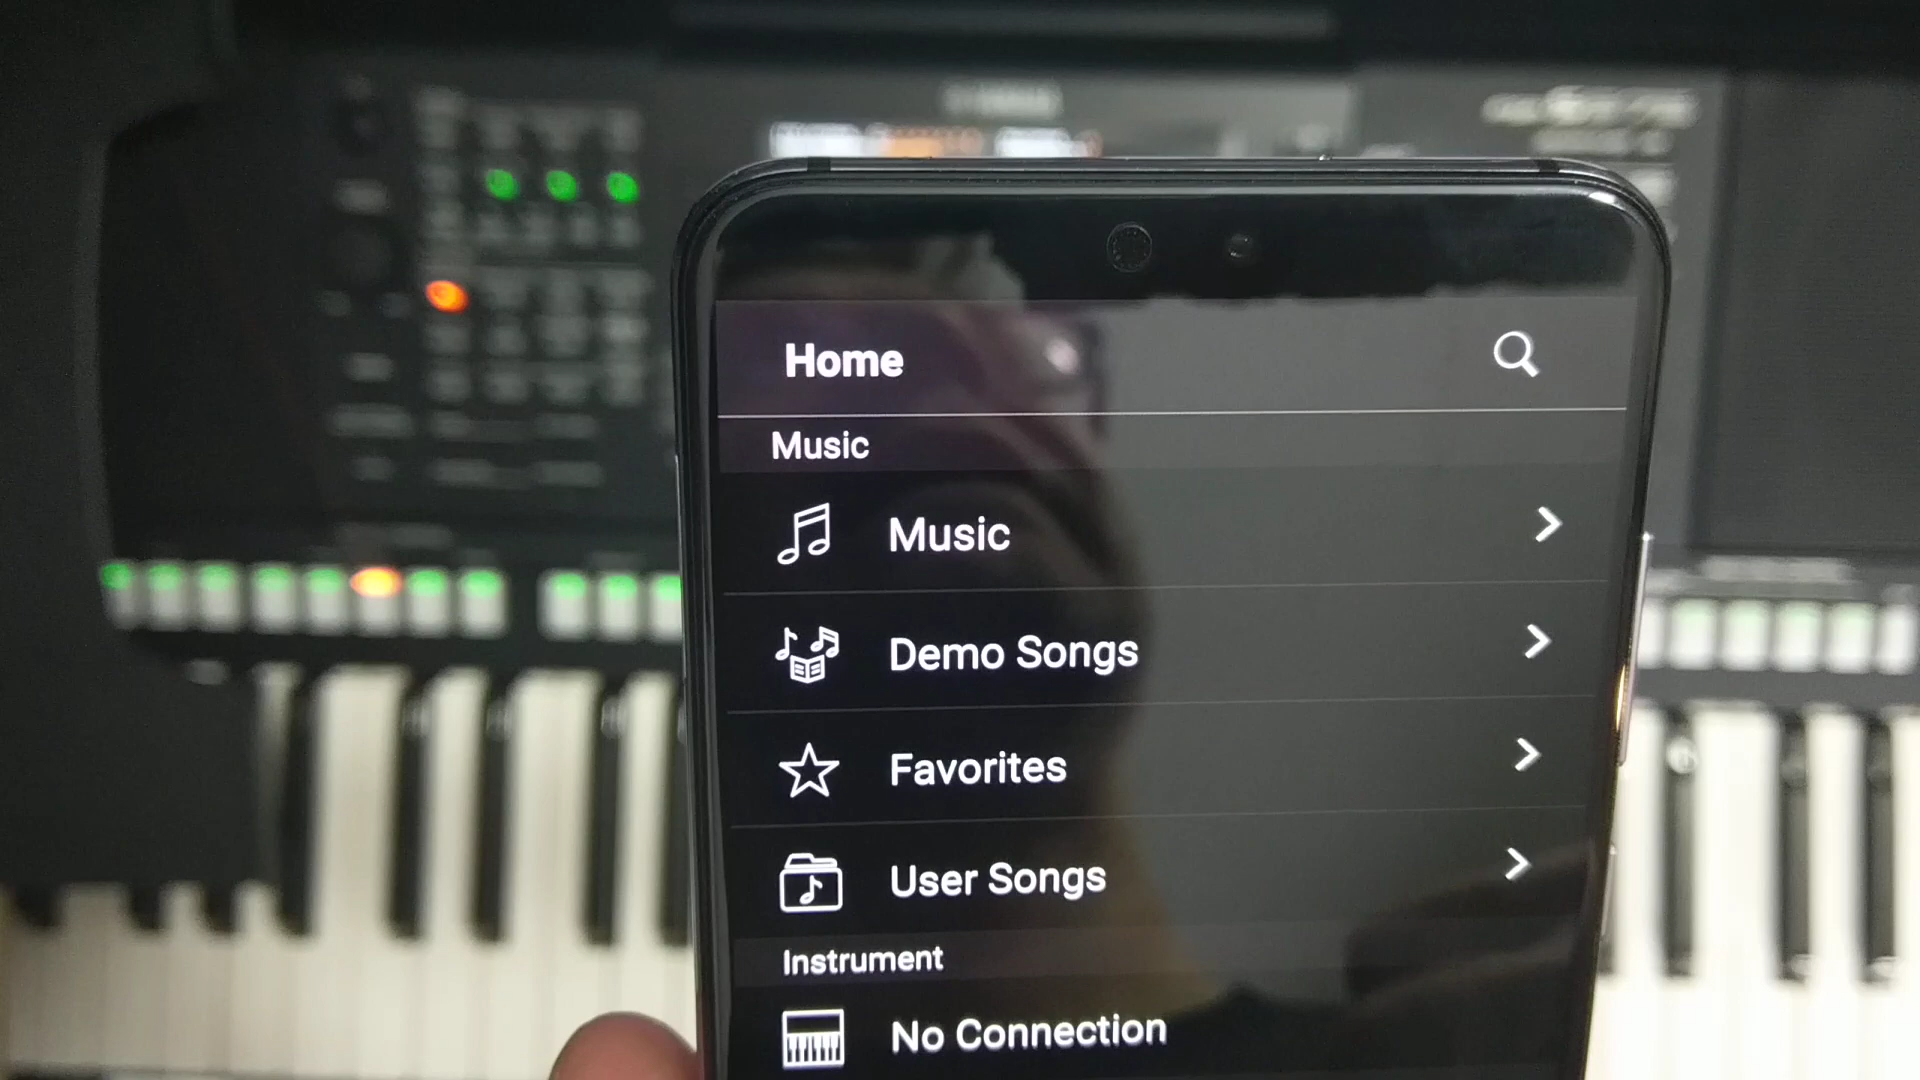 Home
Music
Music
Demo Songs
Favorites
User Songs
Instrument
No Connection